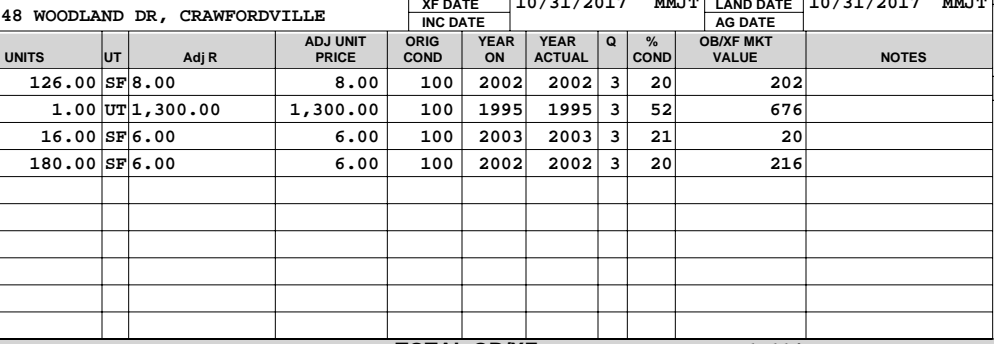 XF DATE 10/31/2017 MMJT LAND DATE 10/31/2017 MMJT
48 WOODLAND DR, CRAWFORDVILLE INC DATE AG DATE
UNITS UT Adj R ADJ UNIT PRICE ORIG COND YEAR ON YEAR ACTUAL Q % COND OB/XF MKT VALUE NOTES
126.00 SF 8.00 8.00 100 2002 2002 3 20 202
1.00 UT 1,300.00 1,300.00 100 1995 1995 3 52 676
16.00 SF 6.00 6.00 100 2003 2003 3 21 20
180.00 SF 6.00 6.00 100 2002 2002 3 20 216
TOTAL OB/XF